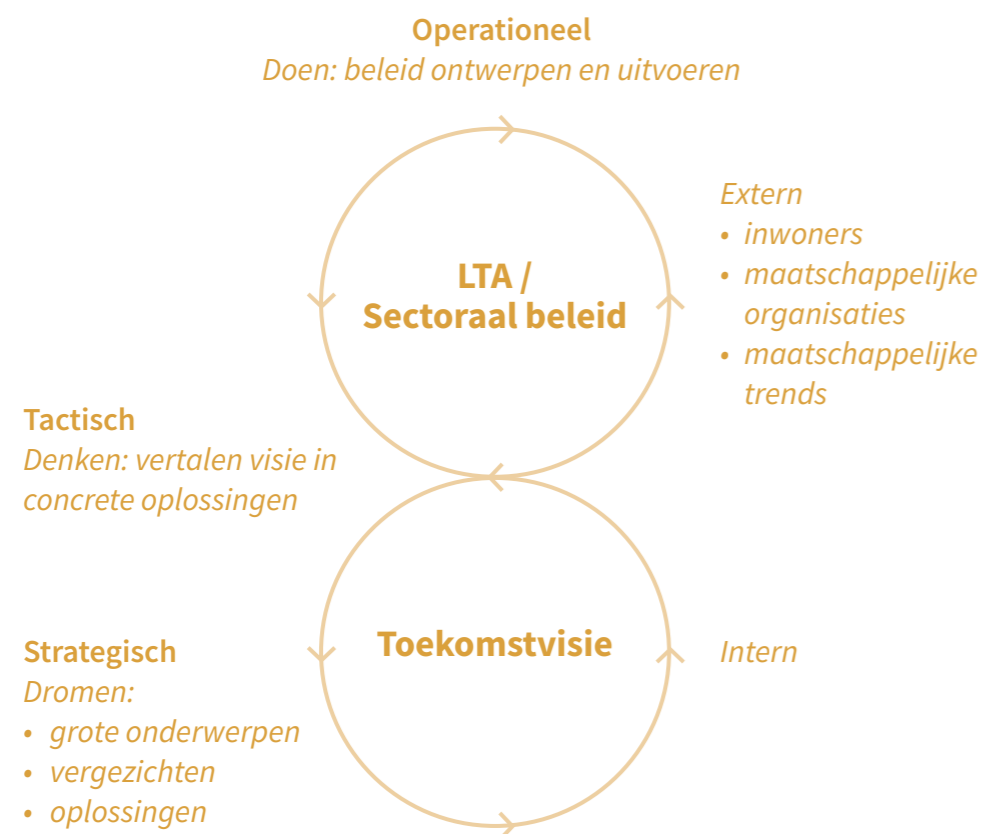 Operationeel
Doen: beleid ontwerpen en uitvoeren
Extern
• inwoners
• maatschappelijke
organisaties
• maatschappelijke
trends
LTA /
Sectoraal beleid
Tactisch
Denken: vertalen visie in
concrete oplossingen
Toekomstvisie
Strategisch
Dromen:
• grote onderwerpen
• vergezichten
• oplossingen
Intern